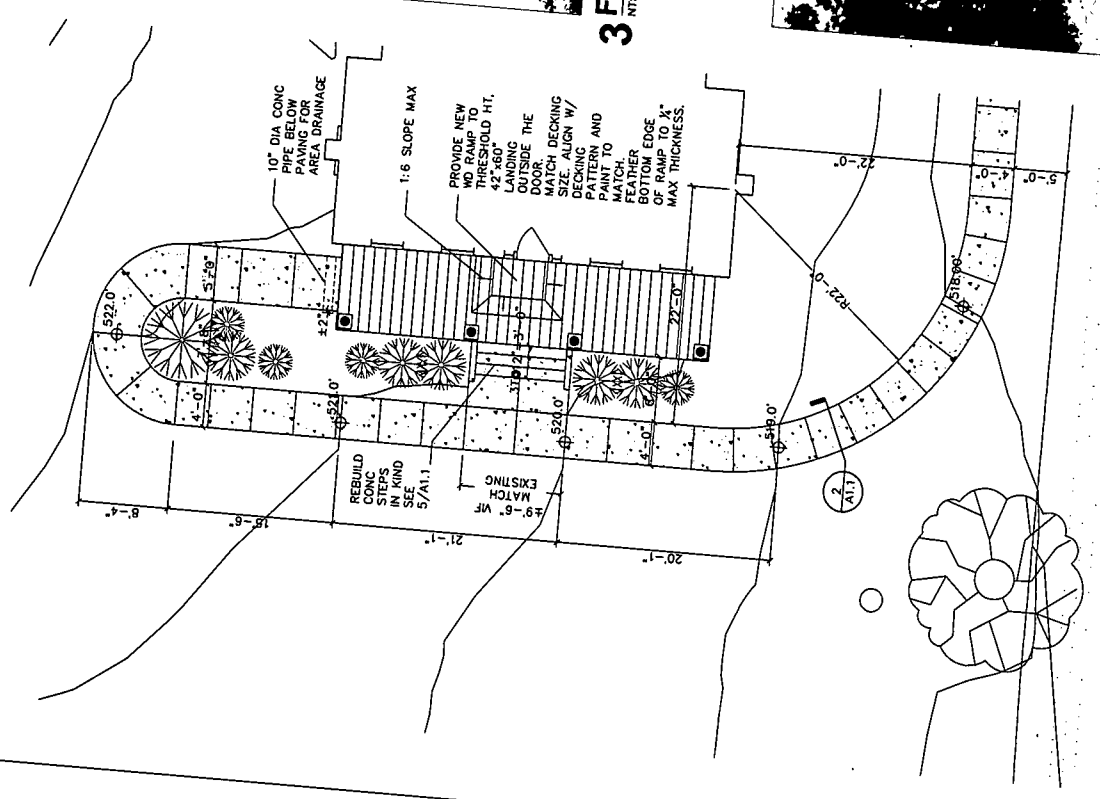 3 F
NTS
10" DIA CONC
PIPE BELOW
PAVING FOR
AREA DRAINAGE
1:6 SLOPE MAX
PROVIDE NEW
WD RAMP TO
THRESHOLD HT.
42"x60"
LANDING
OUTSIDE THE
DOOR.
MATCH DECKING
SIZE. ALIGN W/
DECKING
PATTERN AND
PAINT TO
MATCH.
FEATHER
BOTTOM EDGE
OF RAMP TO ¼"
MAX THICKNESS.
522.0'
5'-0"
±2"
4'-0"
521.0'
520.0'
4'-0"
519.0'
518.00'
22'-0"
22'-0"
R22'-0"
4'-0"
5'-0"
REBUILD
CONC
STEPS
IN KIND
SEE
5/A1.1
±9'-6" VIF
MATCH
EXISTING
8'-4"
15'-6"
21'-1"
20'-1"
2
A1.1